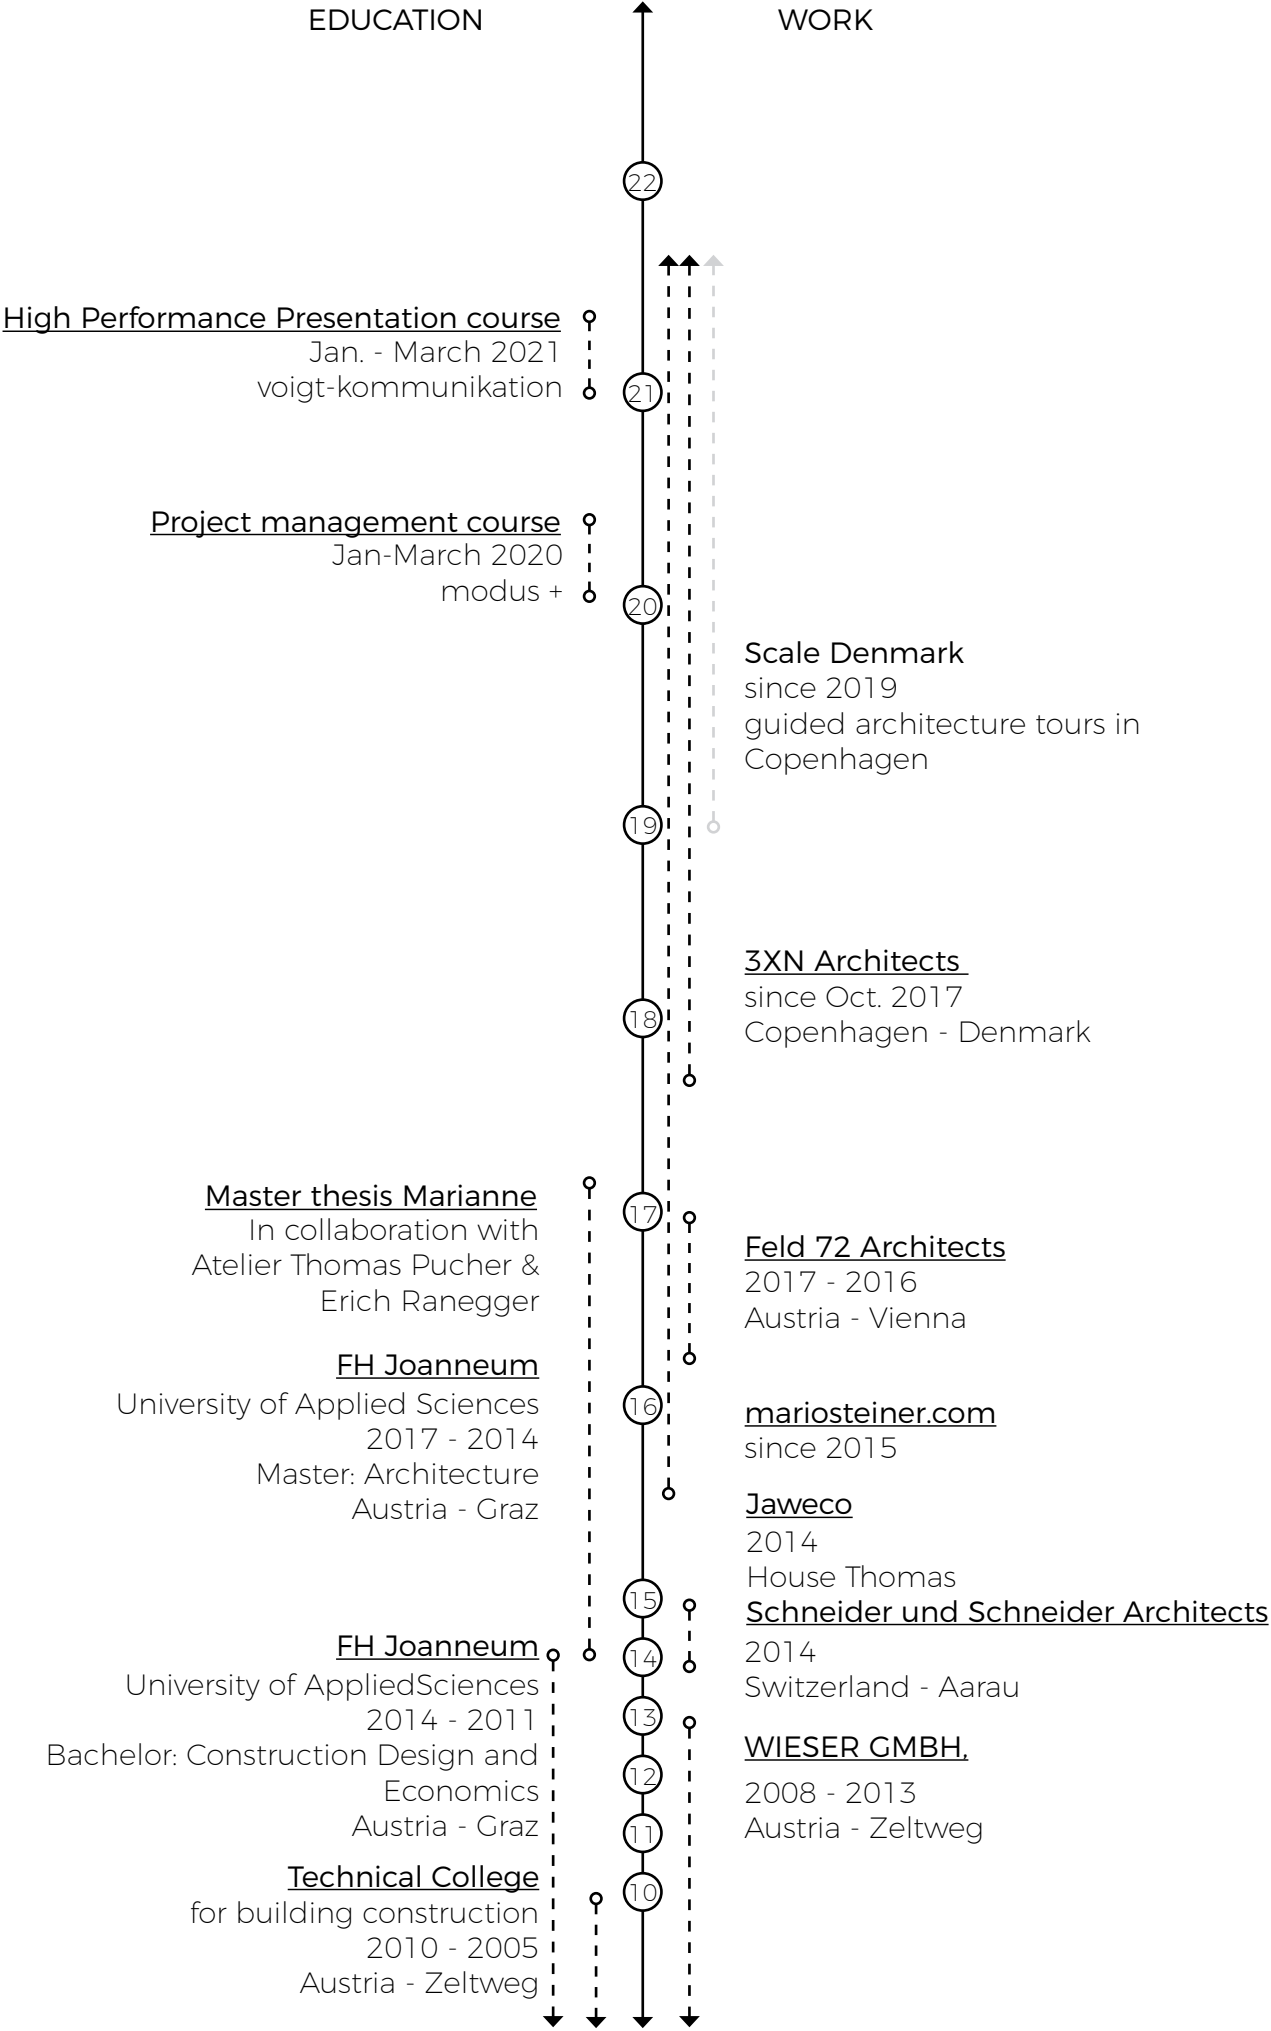 EDUCATION
WORK
22
High Performance Presentation course
Jan. - March 2021
voigt-kommunikation
21
Project management course
Jan-March 2020
modus +
20
Scale Denmark
since 2019
guided architecture tours in
Copenhagen
19
3XN Architects
since Oct. 2017
Copenhagen - Denmark
18
Master thesis Marianne
In collaboration with
Atelier Thomas Pucher &
Erich Ranegger
17
Feld 72 Architects
2017 - 2016
Austria - Vienna
FH Joanneum
University of Applied Sciences
2017 - 2014
Master: Architecture
Austria - Graz
16
mariosteiner.com
since 2015
Jaweco
2014
House Thomas
15
Schneider und Schneider Architects
2014
Switzerland - Aarau
FH Joanneum
University of AppliedSciences
2014 - 2011
Bachelor: Construction Design and
Economics
Austria - Graz
14
13
WIESER GMBH,
2008 - 2013
Austria - Zeltweg
12
11
Technical College
for building construction
2010 - 2005
Austria - Zeltweg
10